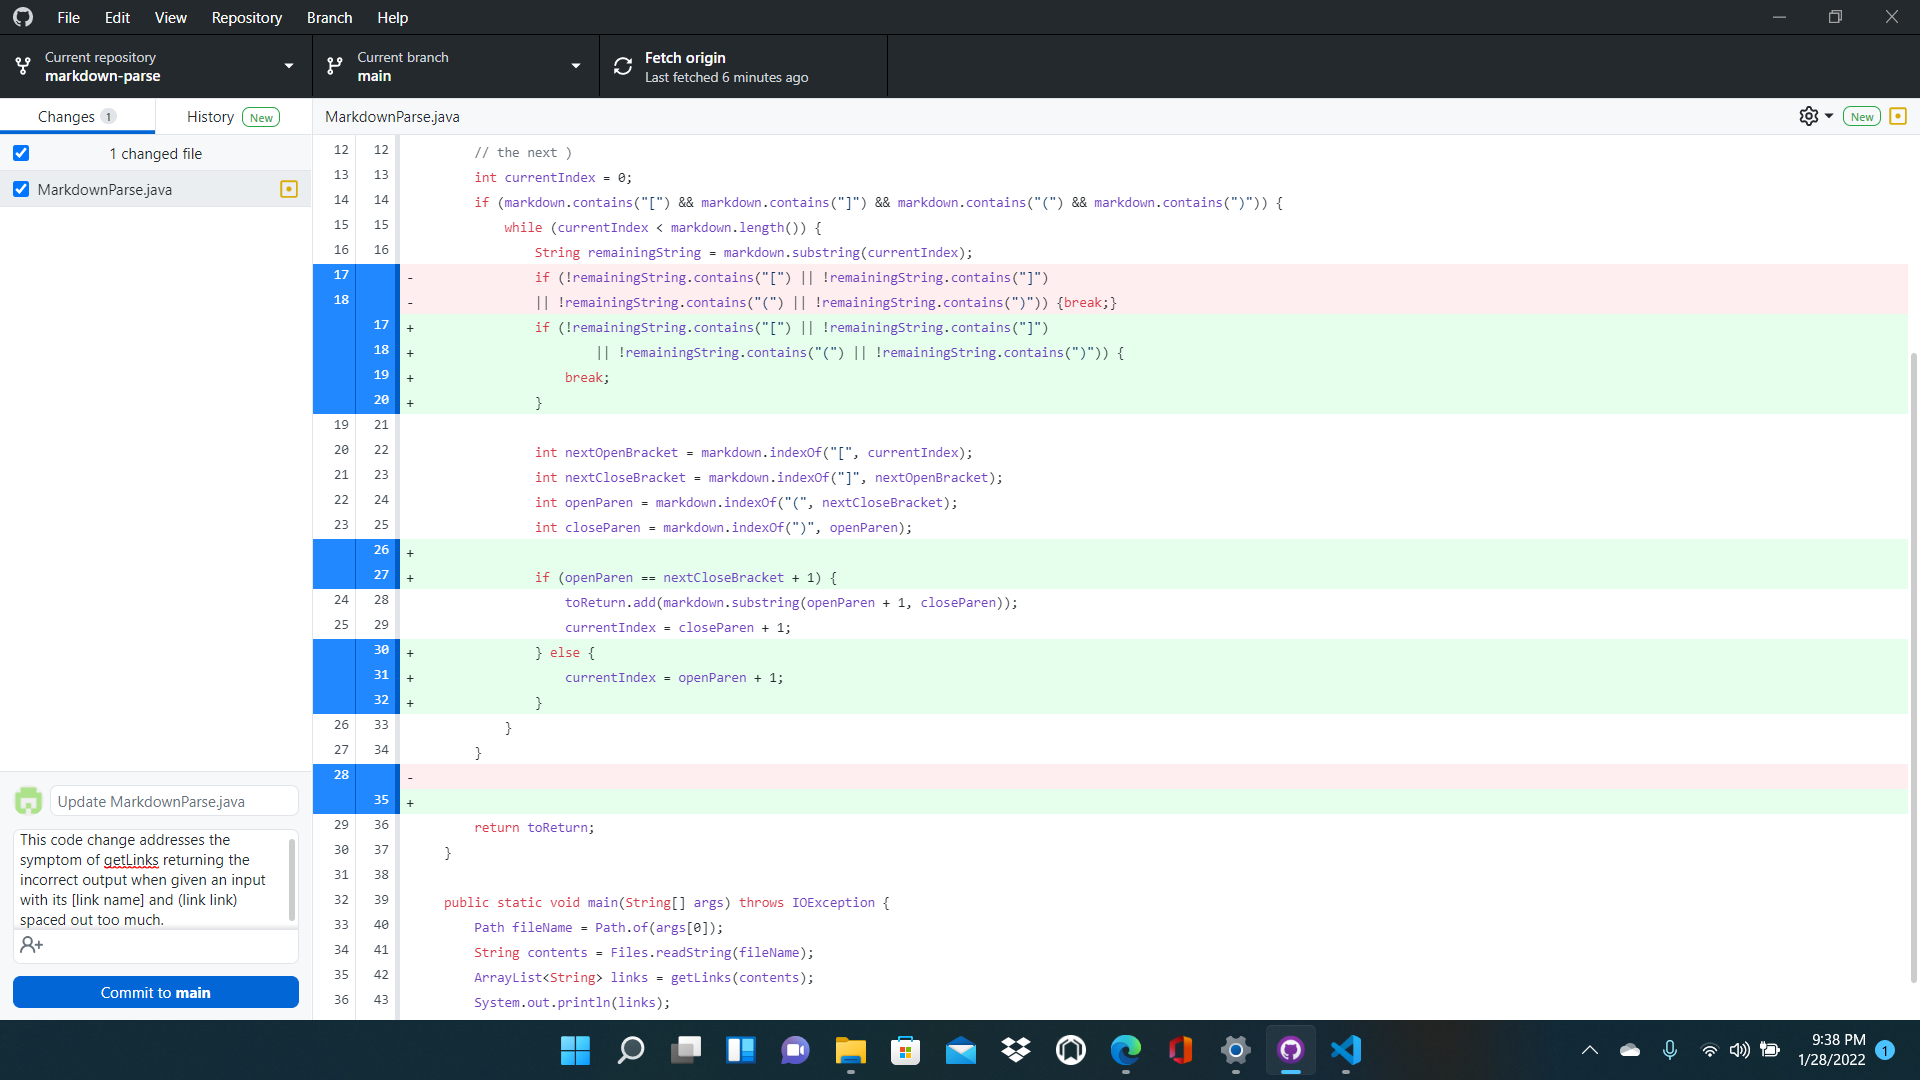 File Edit View Repository Branch Help
Current repository
markdown-parse
Current branch
main
Fetch origin
Last fetched 6 minutes ago
Changes 1
History New
MarkdownParse.java
New
1 changed file
MarkdownParse.java
12 12 // the next )
13 13 int currentIndex = 0;
14 14 if (markdown.contains("[") && markdown.contains("]") && markdown.contains("(") && markdown.contains(")")) {
15 15 while (currentIndex < markdown.length()) {
16 16 String remainingString = markdown.substring(currentIndex);
17 - if (!remainingString.contains("[") || !remainingString.contains("]")
18 - || !remainingString.contains("(") || !remainingString.contains(")")) {break;}
17 + if (!remainingString.contains("[") || !remainingString.contains("]")
18 + || !remainingString.contains("(") || !remainingString.contains(")")) {
19 + break;
20 + }
19 21
20 22 int nextOpenBracket = markdown.indexOf("[", currentIndex);
21 23 int nextCloseBracket = markdown.indexOf("]", nextOpenBracket);
22 24 int openParen = markdown.indexOf("(", nextCloseBracket);
23 25 int closeParen = markdown.indexOf(")", openParen);
26 +
27 + if (openParen == nextCloseBracket + 1) {
24 28 toReturn.add(markdown.substring(openParen + 1, closeParen));
25 29 currentIndex = closeParen + 1;
30 + } else {
31 + currentIndex = openParen + 1;
32 + }
26 33 }
27 34 }
28 -
35 +
29 36 return toReturn;
30 37 }
31 38
32 39 public static void main(String[] args) throws IOException {
33 40 Path fileName = Path.of(args[0]);
34 41 String contents = Files.readString(fileName);
35 42 ArrayList<String> links = getLinks(contents);
36 43 System.out.println(links);
Update MarkdownParse.java
This code change addresses the
symptom of getLinks returning the
incorrect output when given an input
with its [link name] and (link link)
spaced out too much.
Commit to main
9:38 PM
1/28/2022
1